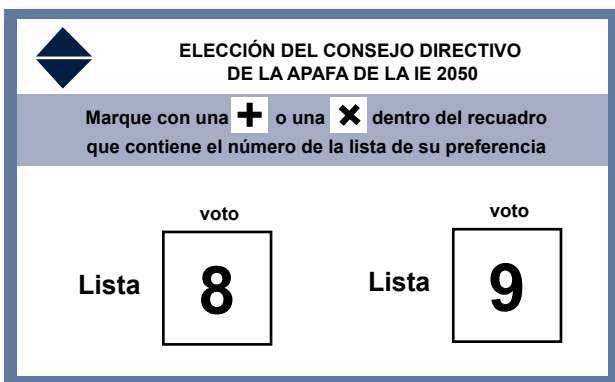 ELECCIÓN DEL CONSEJO DIRECTIVO
DE LA APAFA DE LA IE 2050
Marque con una + o una × dentro del recuadro
que contiene el número de la lista de su preferencia
voto
Lista 8
voto
Lista 9